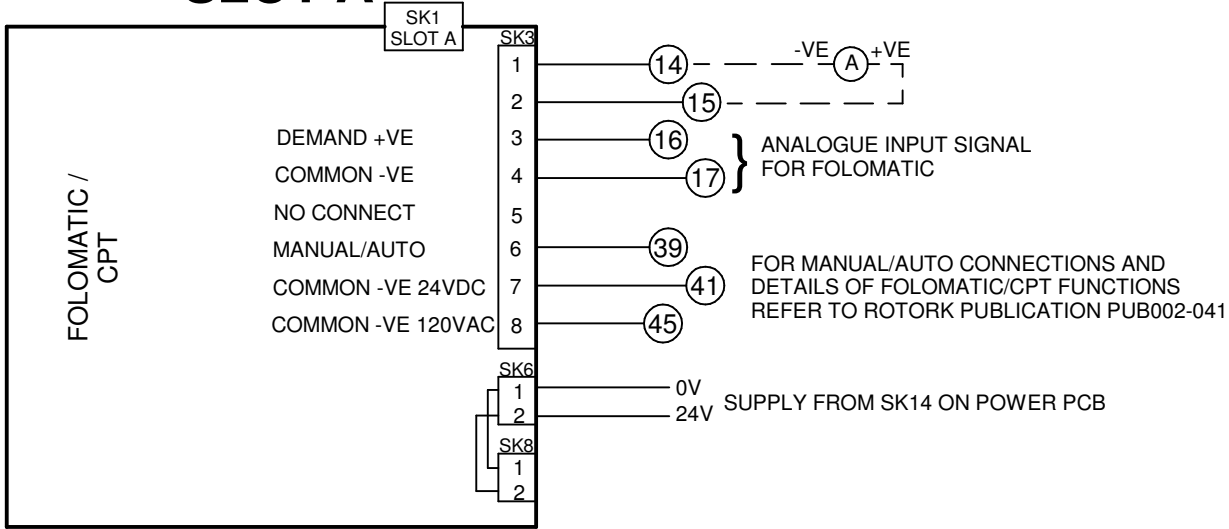 SK1
SLOT A
SK3
1
14
-VE
A
+VE
2
15
DEMAND +VE
3
16
ANALOGUE INPUT SIGNAL
FOR FOLOMATIC
COMMON -VE
4
17
NO CONNECT
5
MANUAL/AUTO
6
39
COMMON -VE 24VDC
7
41
FOR MANUAL/AUTO CONNECTIONS AND
DETAILS OF FOLOMATIC/CPT FUNCTIONS
REFER TO ROTORK PUBLICATION PUB002-041
COMMON -VE 120VAC
8
45
FOLOMATIC /
CPT
SK6
1
0V
2
24V
SUPPLY FROM SK14 ON POWER PCB
SK8
1
2